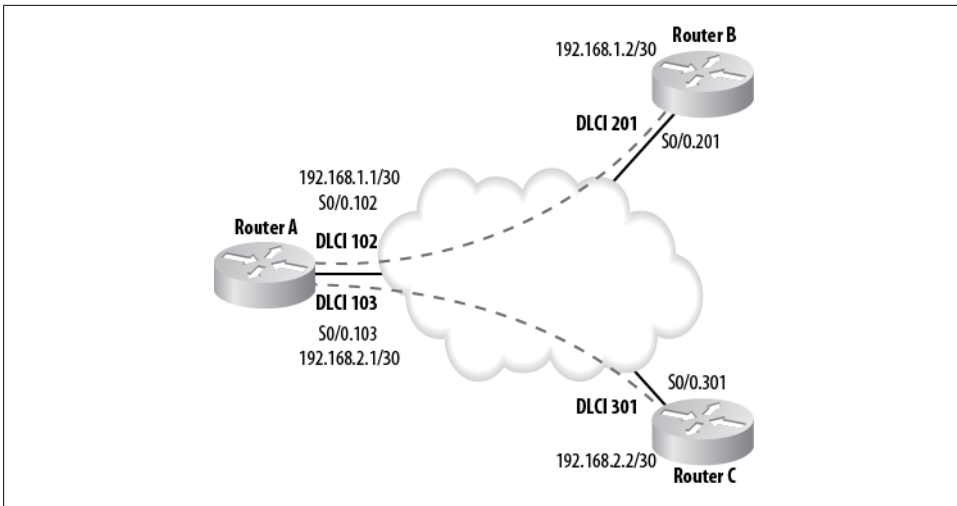 Router B
192.168.1.2/30
DLCI 201
S0/0.201
192.168.1.1/30
S0/0.102
Router A
DLCI 102
DLCI 103
S0/0.103
192.168.2.1/30
S0/0.301
DLCI 301
192.168.2.2/30
Router C